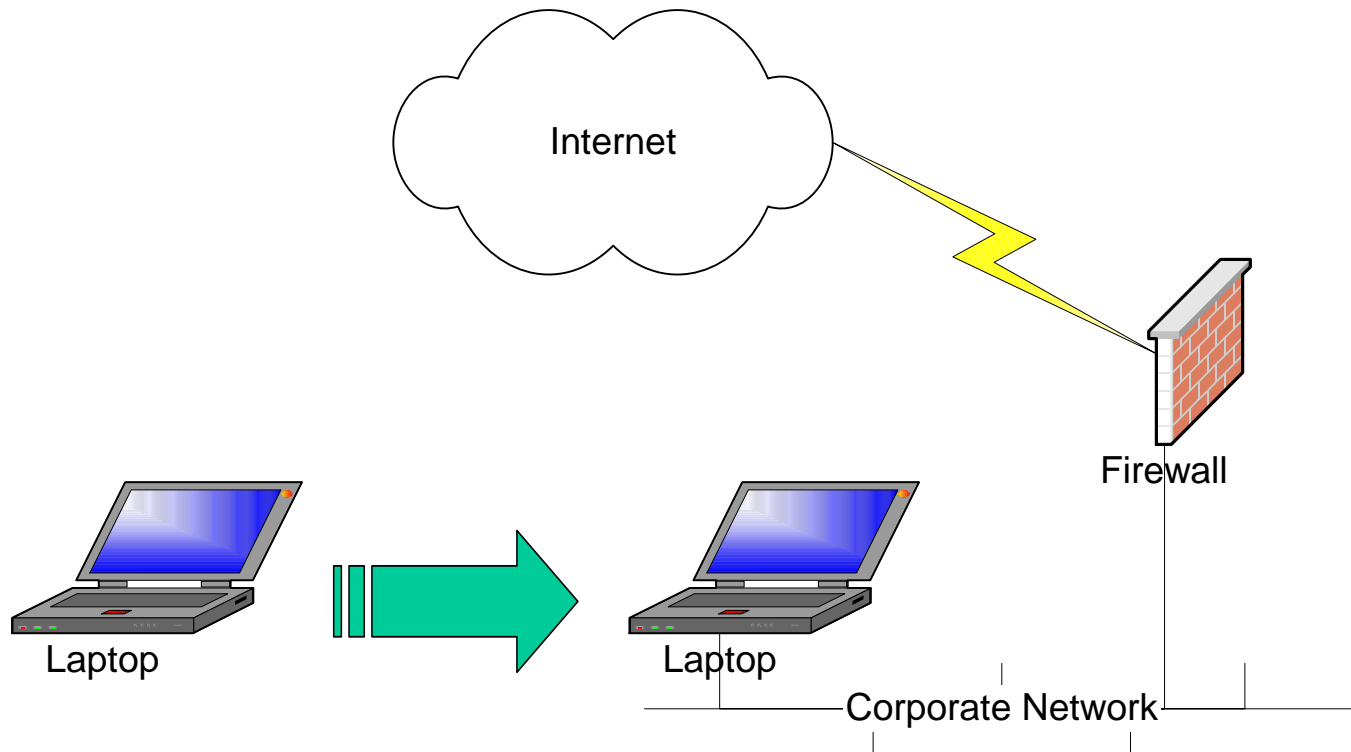 Internet
Firewall
Laptop
Laptop
Corporate Network